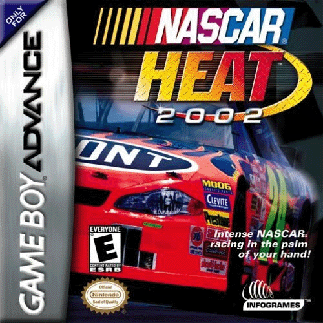 ONLY
FOR
GAME BOY ADVANCE
NASCAR
HEAT
2002
ONT
MOOG
CLEVITE
24
EVERYONE
E
CONTENT RATED BY
ESRB
Official
Nintendo
Seal of Quality
Intense NASCAR
racing in the palm
of your hand!
INFOGRAMES